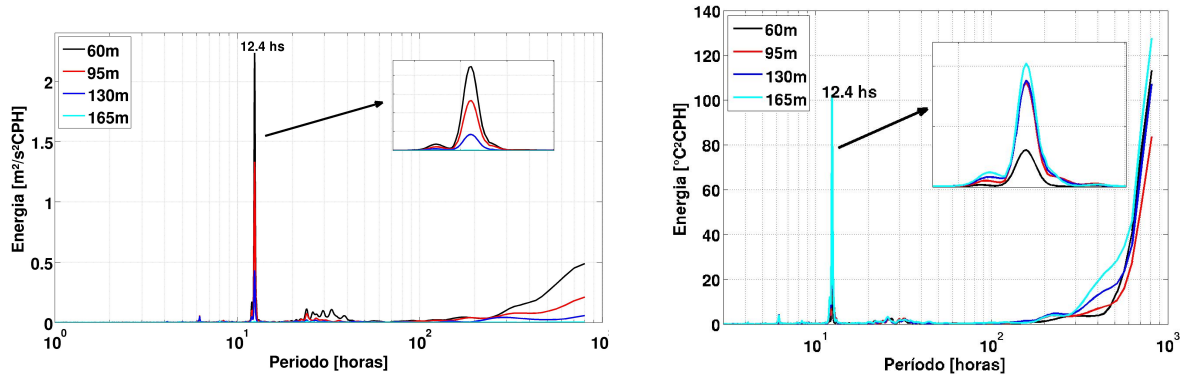 12.4 hs
60m
95m
130m
165m
Energia [m²/s²CPH]
2
1.5
1
0.5
0
10⁰
10¹
10²
10
Período [horas]
140
120
100
80
60
40
20
0
60m
95m
130m
165m
12.4 hs
Energia [°C²CPH]
10¹
10²
10³
Período [horas]